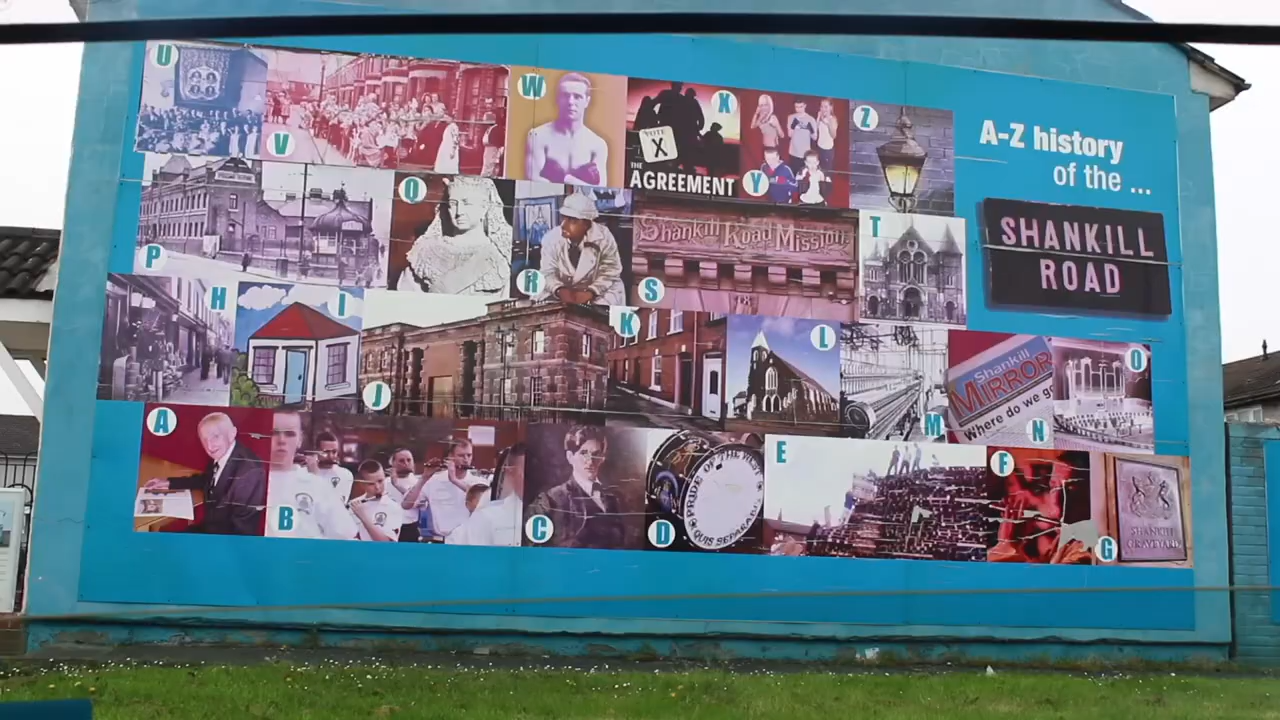 U
V
W
X
VOTE
X
THE
AGREEMENT
Y
Z
A-Z history
of the ...
SHANKILL
ROAD
P
Q
R
S
Shankill Road Mission
T
H
I
J
K
L
M
Shankill
MIRROR
Where do we g
N
O
A
B
C
D
PRIDE OF THE
QUIS SEPARABIT
E
F
G
SHANKILL
GRAVEYARD